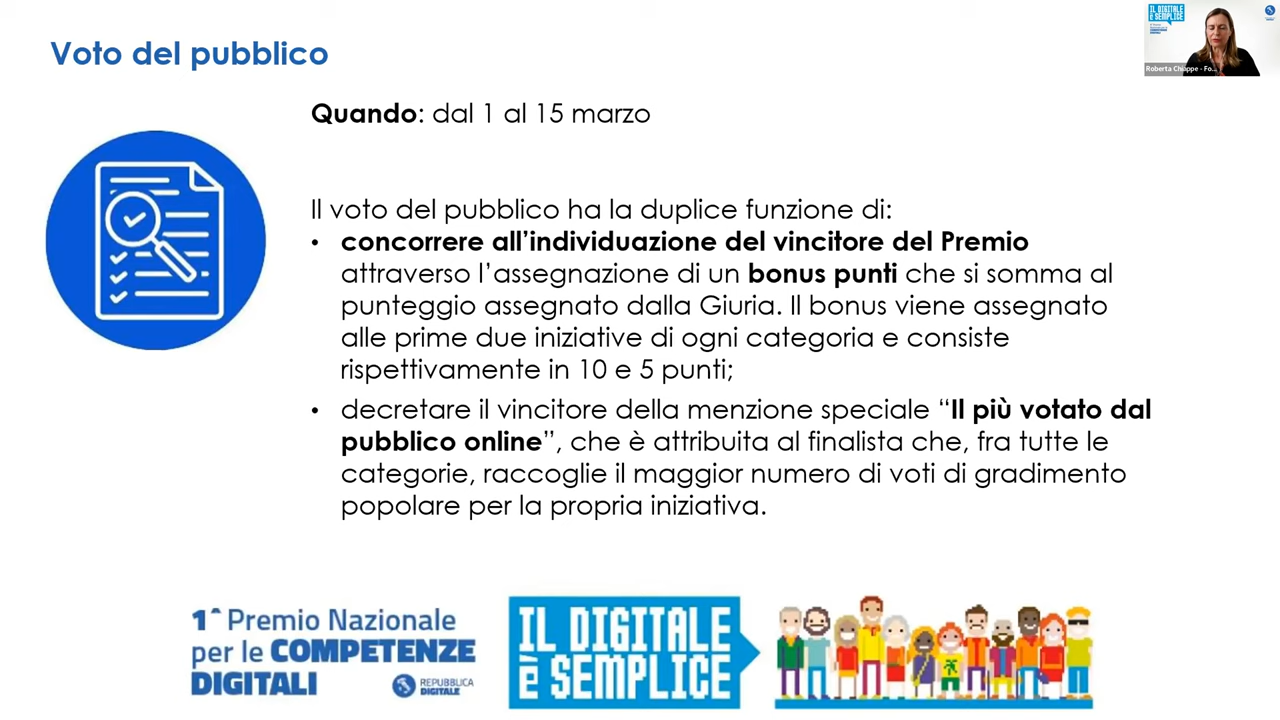 Voto del pubblico
Quando: dal 1 al 15 marzo
Il voto del pubblico ha la duplice funzione di:
• concorrere all’individuazione del vincitore del Premio
attraverso l’assegnazione di un bonus punti che si somma al
punteggio assegnato dalla Giuria. Il bonus viene assegnato
alle prime due iniziative di ogni categoria e consiste
rispettivamente in 10 e 5 punti;
• decretare il vincitore della menzione speciale “Il più votato dal
pubblico online”, che è attribuita al finalista che, fra tutte le
categorie, raccoglie il maggior numero di voti di gradimento
popolare per la propria iniziativa.
1^ Premio Nazionale
per le COMPETENZE
DIGITALI
REPUBBLICA
DIGITALE
IL DIGITALE
È SEMPLICE
IL DIGITALE
È SEMPLICE
COMPETENZE
DIGITALI
Roberta Chiappe - Fo...